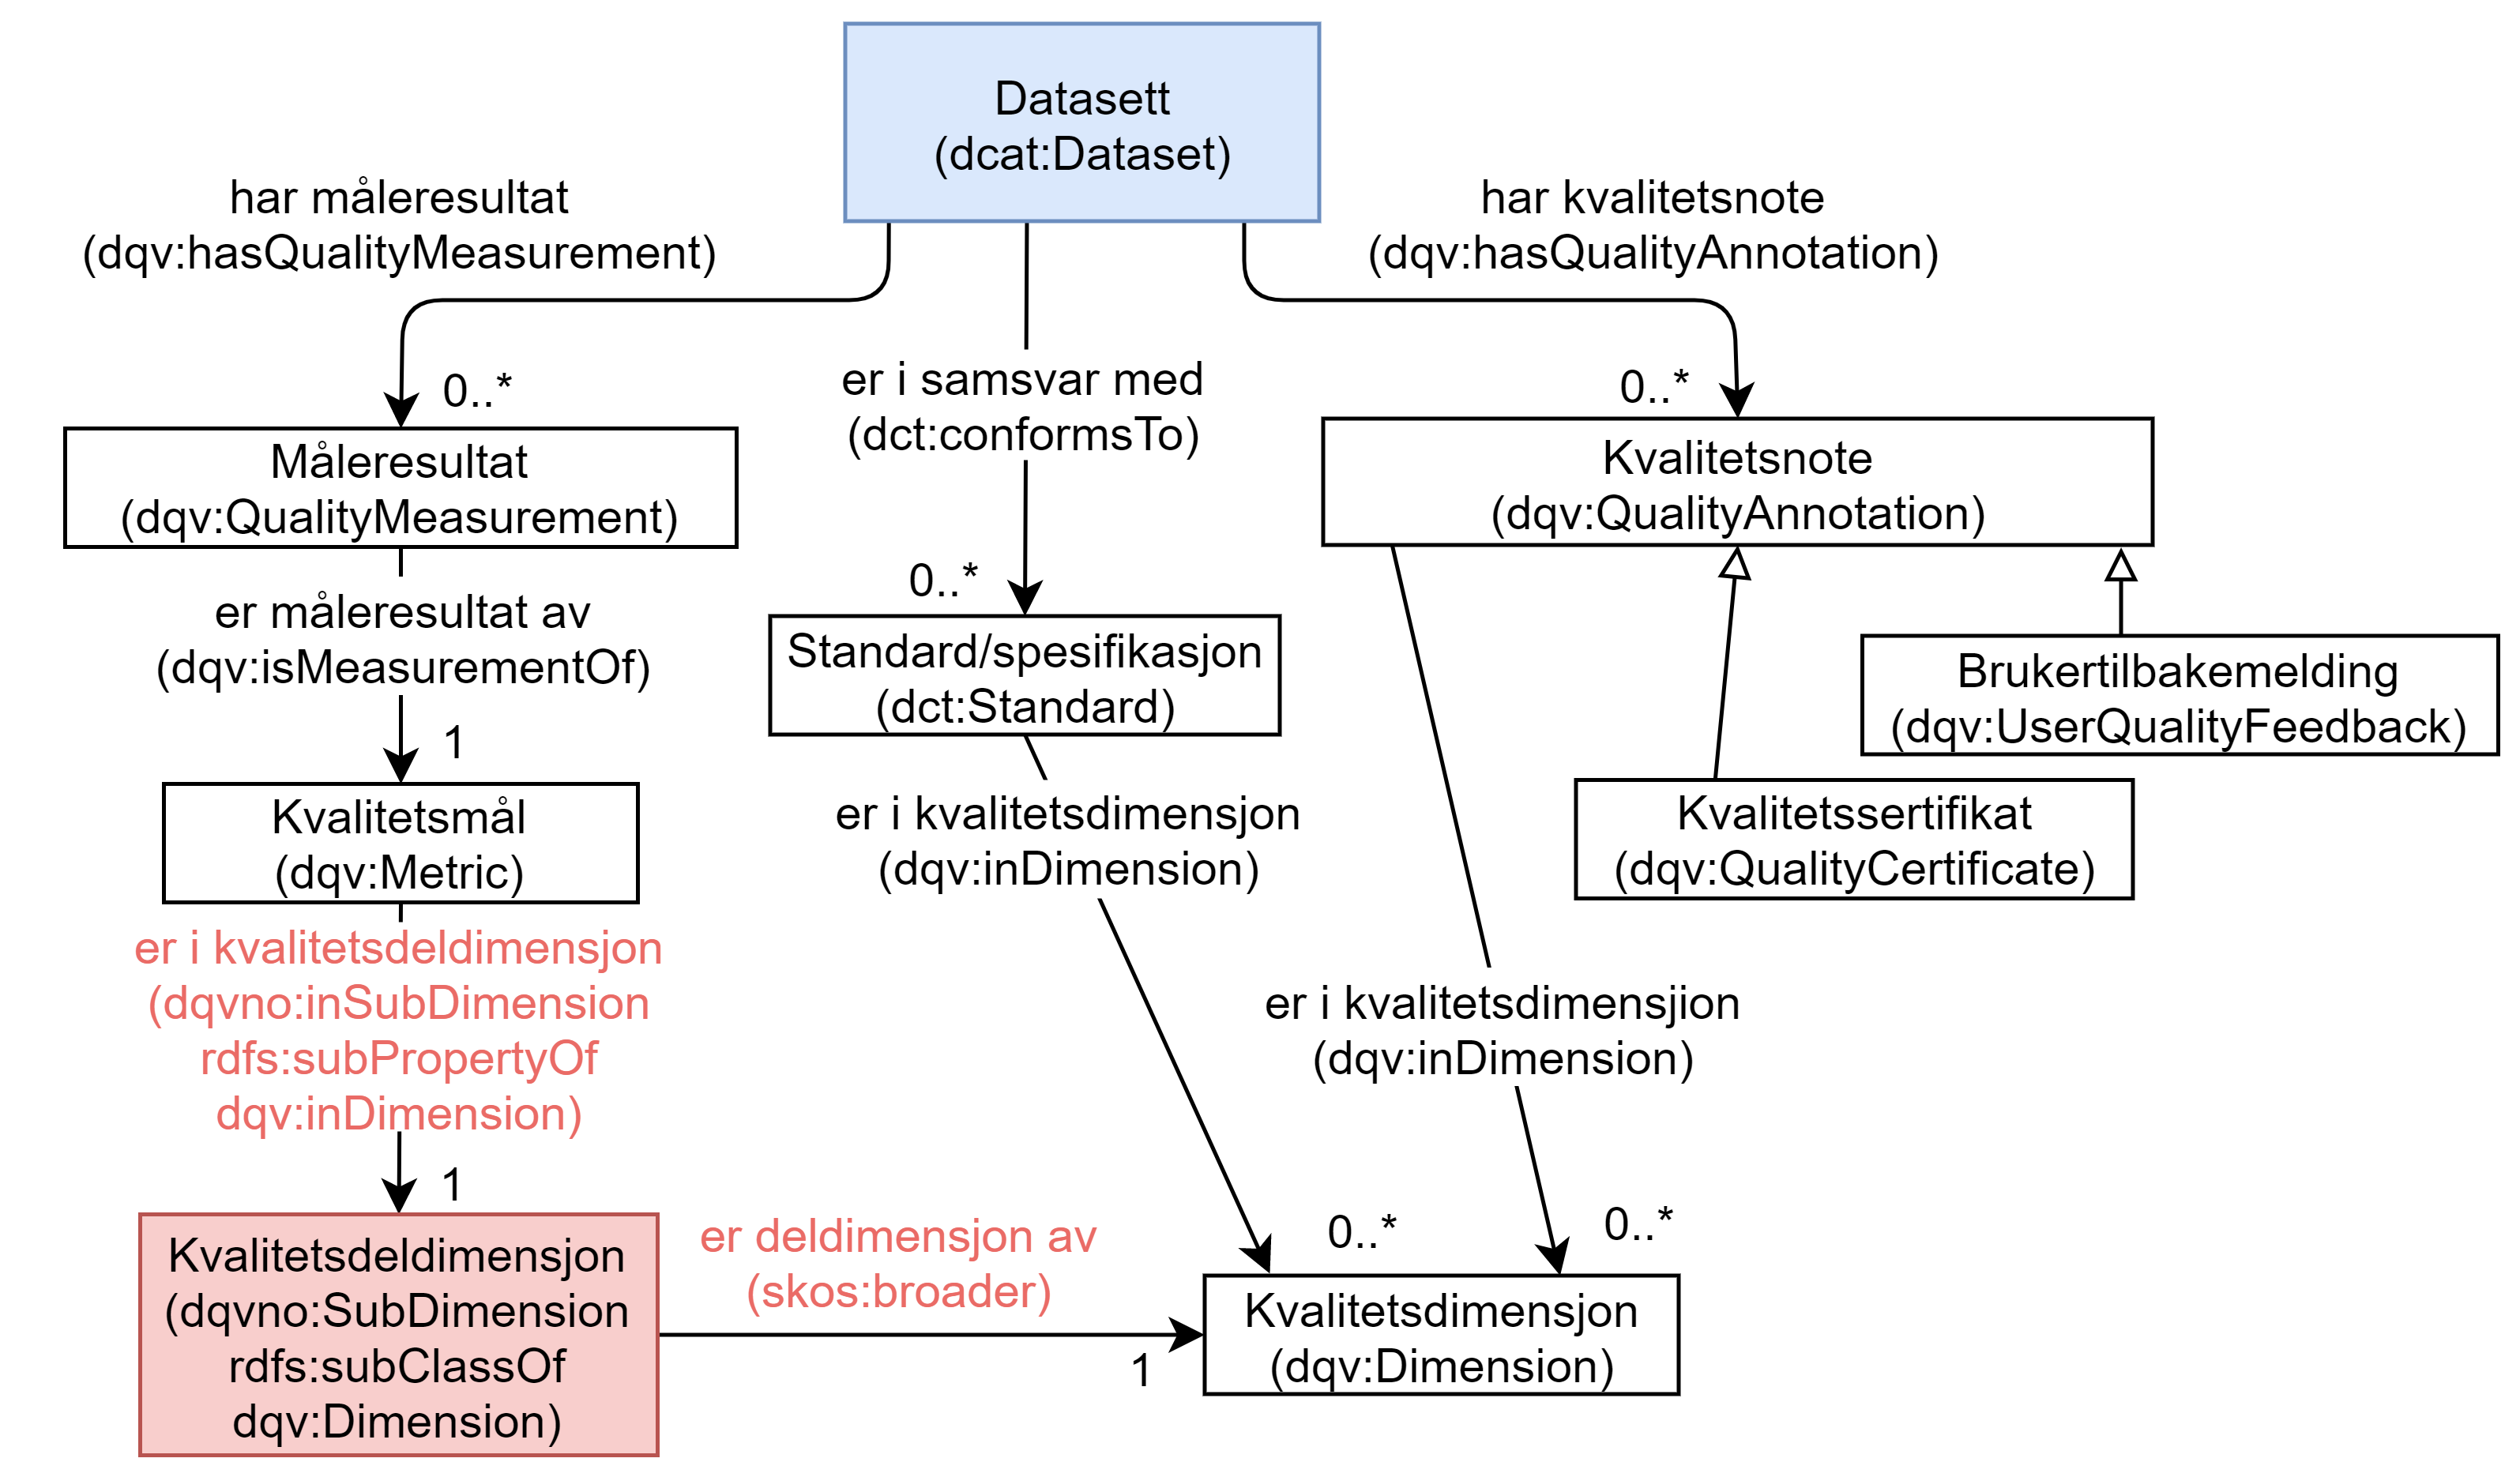 Datasett
(dcat:Dataset)
har måleresultat
(dqv:hasQualityMeasurement)
har kvalitetsnote
(dqv:hasQualityAnnotation)
er i samsvar med
(dct:conformsTo)
0..*
0..*
Måleresultat
(dqv:QualityMeasurement)
Kvalitetsnote
(dqv:QualityAnnotation)
er måleresultat av
(dqv:isMeasurementOf)
0..*
Standard/spesifikasjon
(dct:Standard)
Brukertilbakemelding
(dqv:UserQualityFeedback)
1
Kvalitetsmål
(dqv:Metric)
er i kvalitetsdimensjon
(dqv:inDimension)
Kvalitetssertifikat
(dqv:QualityCertificate)
er i kvalitetsdeldimensjon
(dqvno:inSubDimension
rdfs:subPropertyOf
dqv:inDimension)
er i kvalitetsdimensjion
(dqv:inDimension)
1
Kvalitetsdeldimensjon
(dqvno:SubDimension
rdfs:subClassOf
dqv:Dimension)
er deldimensjon av
(skos:broader)
1
0..*
0..*
Kvalitetsdimensjon
(dqv:Dimension)